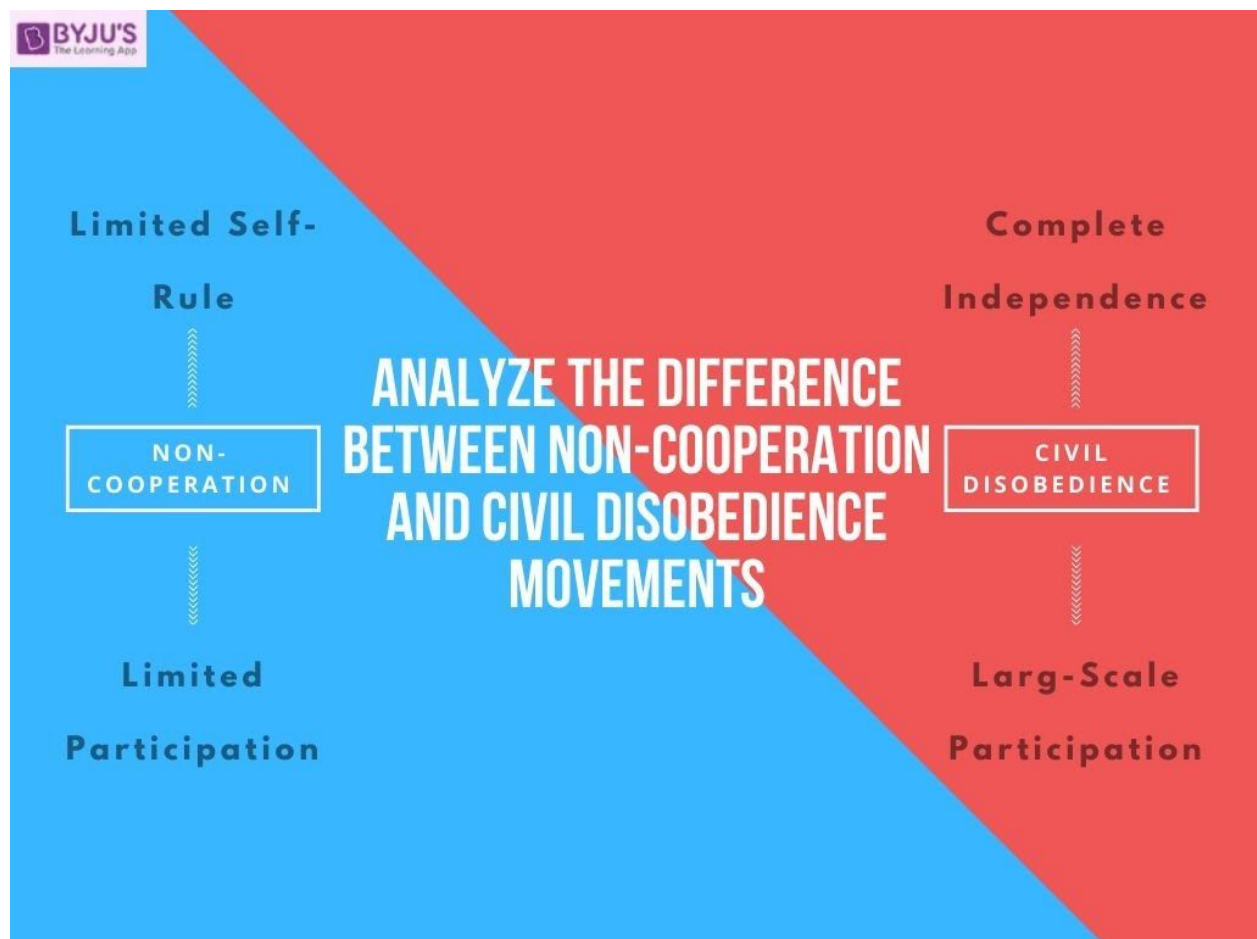 BYJU'S
The Learning App
Limited Self-
Rule
NON-
COOPERATION
Limited
Participation
ANALYZE THE DIFFERENCE
BETWEEN NON-COOPERATION
AND CIVIL DISOBEDIENCE
MOVEMENTS
Complete
Independence
CIVIL
DISOBEDIENCE
Larg-Scale
Participation